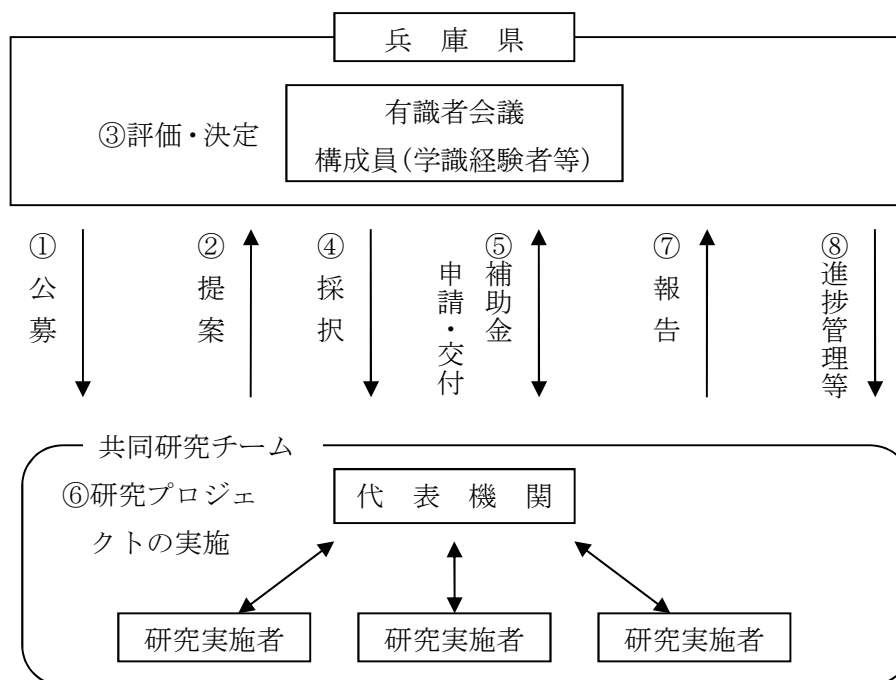 兵　庫　県
③評価・決定
有識者会議
構成員(学識経験者等)
①公募
②提案
④採択
⑤補助金
申請・交付
⑦報告
⑧進捗管理等
共同研究チーム
⑥研究プロジェ
クトの実施
代　表　機　関
研究実施者
研究実施者
研究実施者